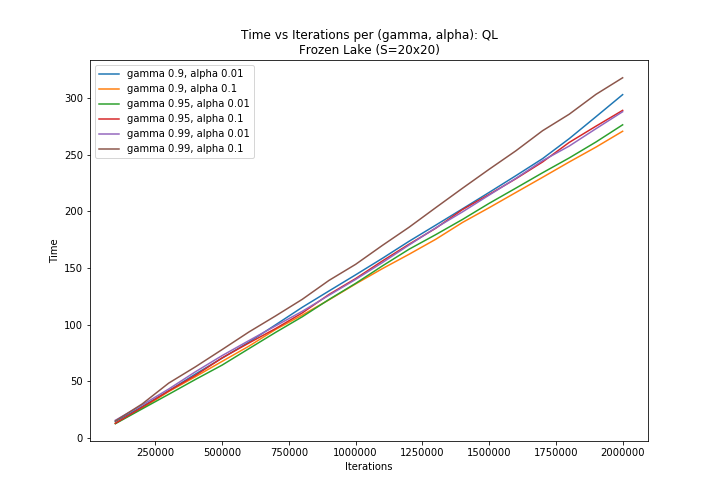 Time vs Iterations per (gamma, alpha): QL
Frozen Lake (S=20x20)
gamma 0.9, alpha 0.01
gamma 0.9, alpha 0.1
gamma 0.95, alpha 0.01
gamma 0.95, alpha 0.1
gamma 0.99, alpha 0.01
gamma 0.99, alpha 0.1
Time
300
250
200
150
100
50
0
250000 500000 750000 1000000 1250000 1500000 1750000 2000000
Iterations